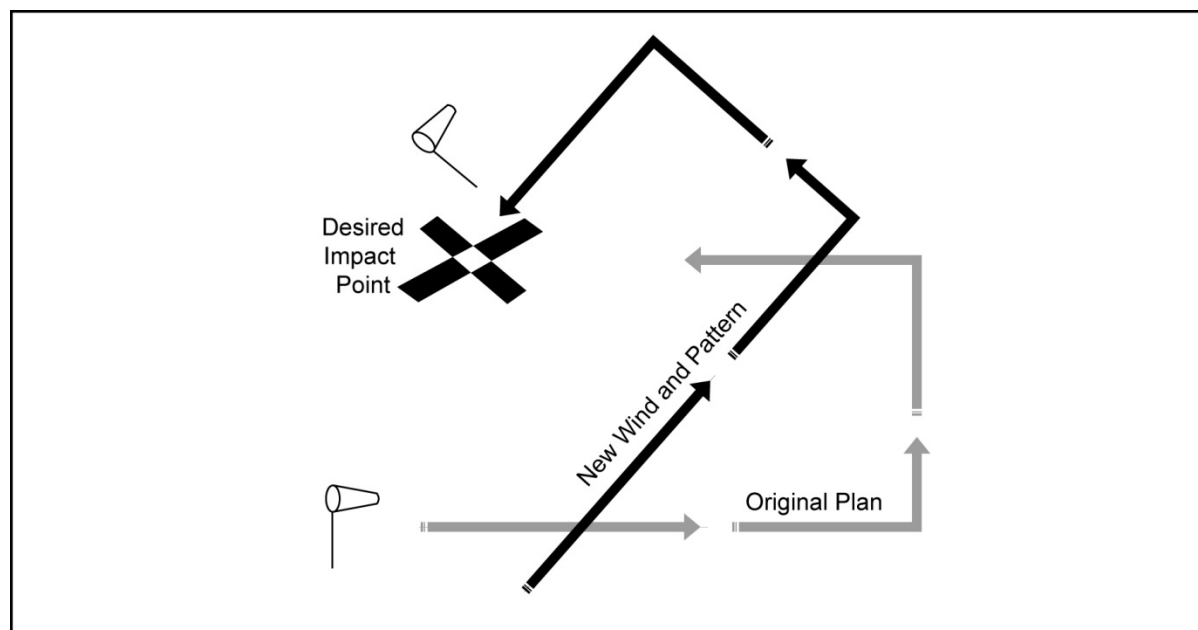 Desired
Impact
Point
New Wind and Pattern
Original Plan